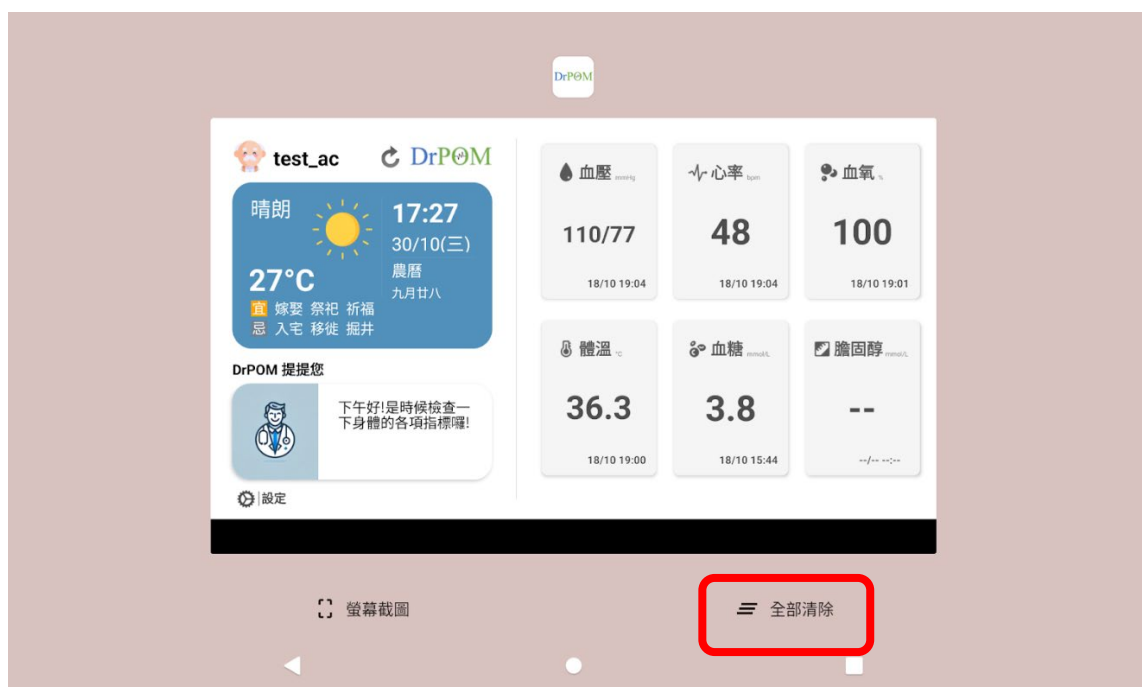 DrPOM
test_ac
DrPOM
晴朗
17:27
30/10(三)
農曆
九月廿八
27°C
宜 嫁娶 祭祀 祈福
忌 入宅 移徙 掘井
DrPOM 提提您
下午好!是時候檢查一
下身體的各項指標囉!
設定
血壓 mmHg
110/77
18/10 19:04
心率 bpm
48
18/10 19:04
血氧 %
100
18/10 19:01
體溫 °C
36.3
18/10 19:00
血糖 mmol/L
3.8
18/10 15:44
膽固醇 mmol/L
--
--/-- --:--
螢幕截圖
全部清除